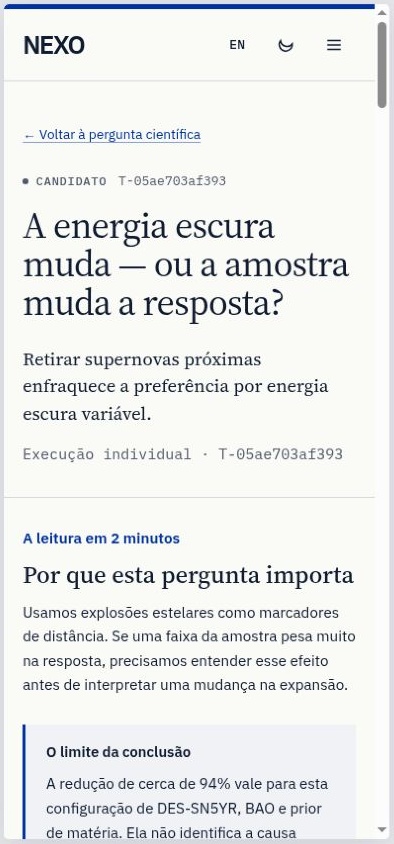 NEXO
EN
← Voltar à pergunta científica
CANDIDATO T-05ae703af393
A energia escura
muda — ou a amostra
muda a resposta?
Retirar supernovas próximas
enfraquece a preferência por energia
escura variável.
Execução individual · T-05ae703af393
A leitura em 2 minutos
Por que esta pergunta importa
Usamos explosões estelares como marcadores
de distância. Se uma faixa da amostra pesa muito
na resposta, precisamos entender esse efeito
antes de interpretar uma mudança na expansão.
O limite da conclusão
A redução de cerca de 94% vale para esta
configuração de DES-SN5YR, BAO e prior
de matéria. Ela não identifica a causa